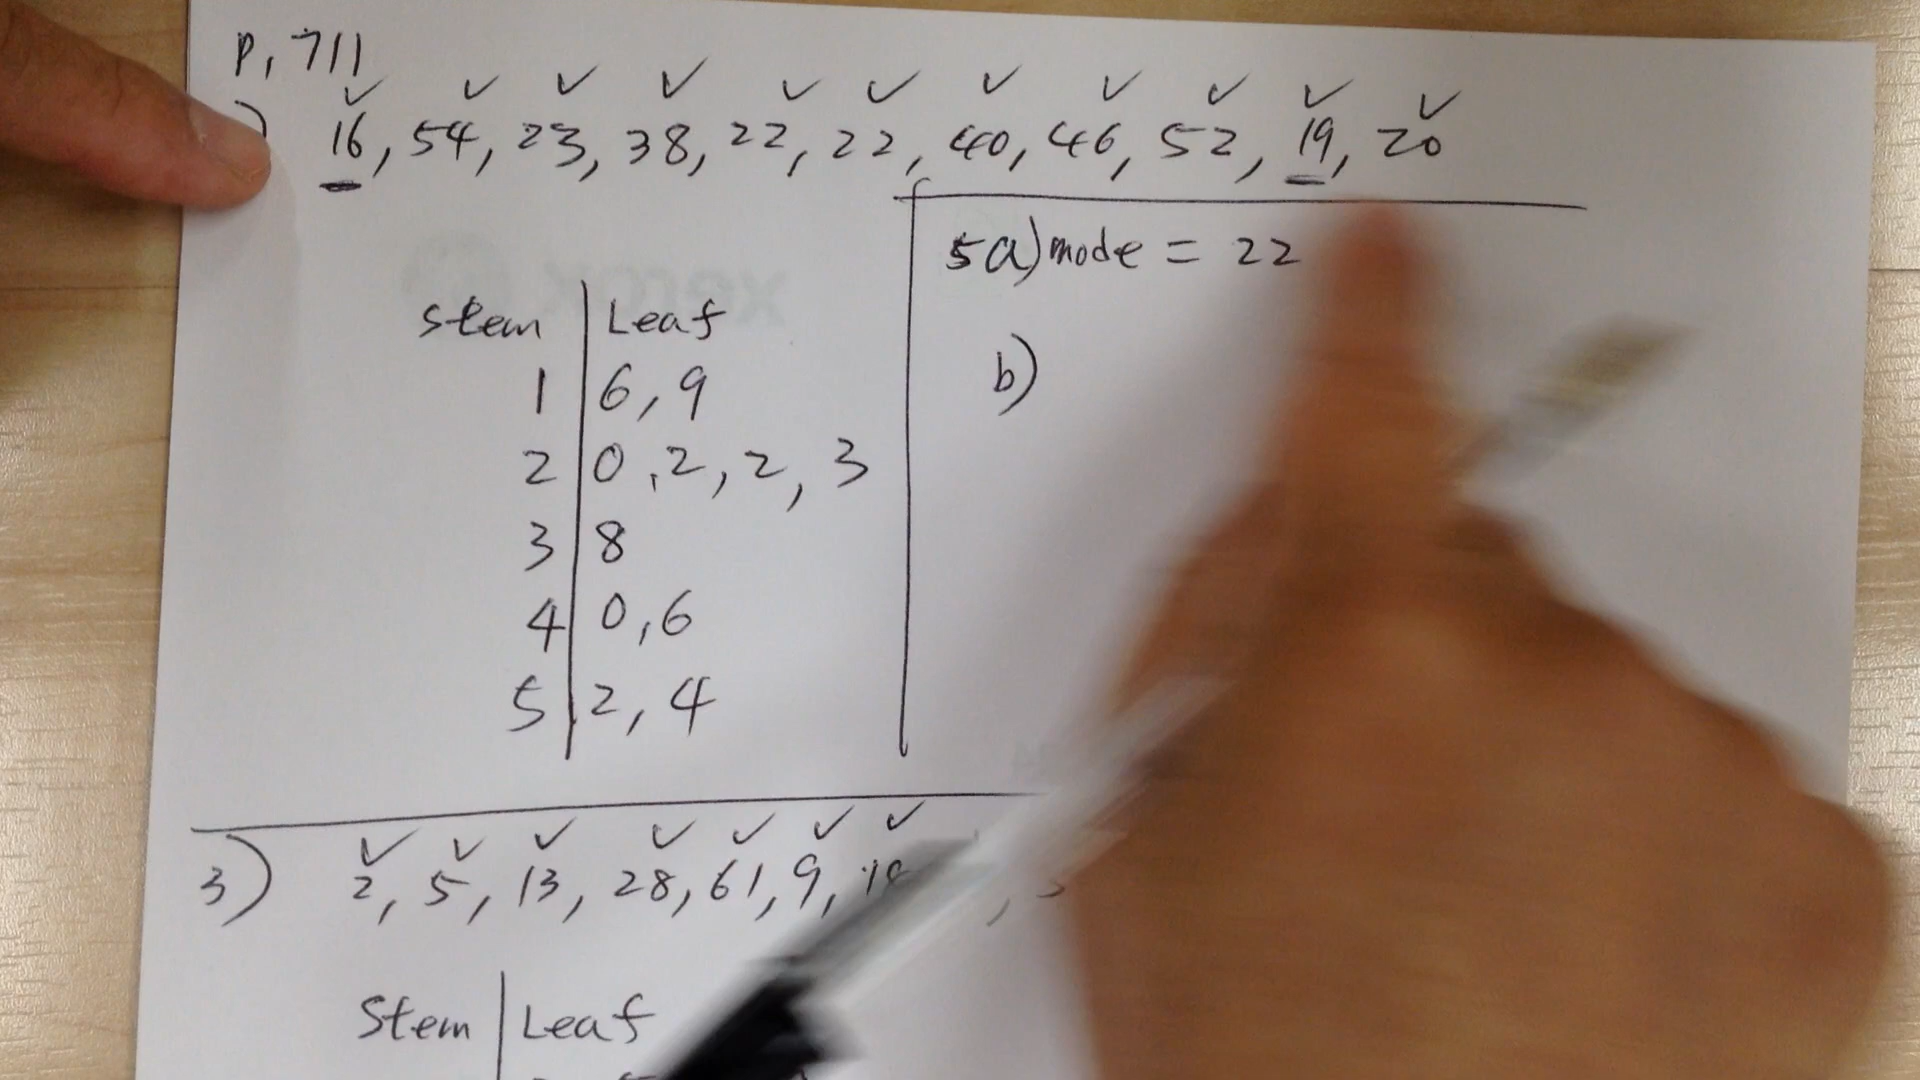 P, 711
) 16, 54, 23, 38, 22, 22, 40, 46, 52, 19, 20
5a) mode = 22
b)
Stem | Leaf
1 | 6, 9
2 | 0, 2, 2, 3
3 | 8
4 | 0, 6
5 | 2, 4
3) 2, 5, 13, 28, 61, 9,
Stem | Leaf
xerox